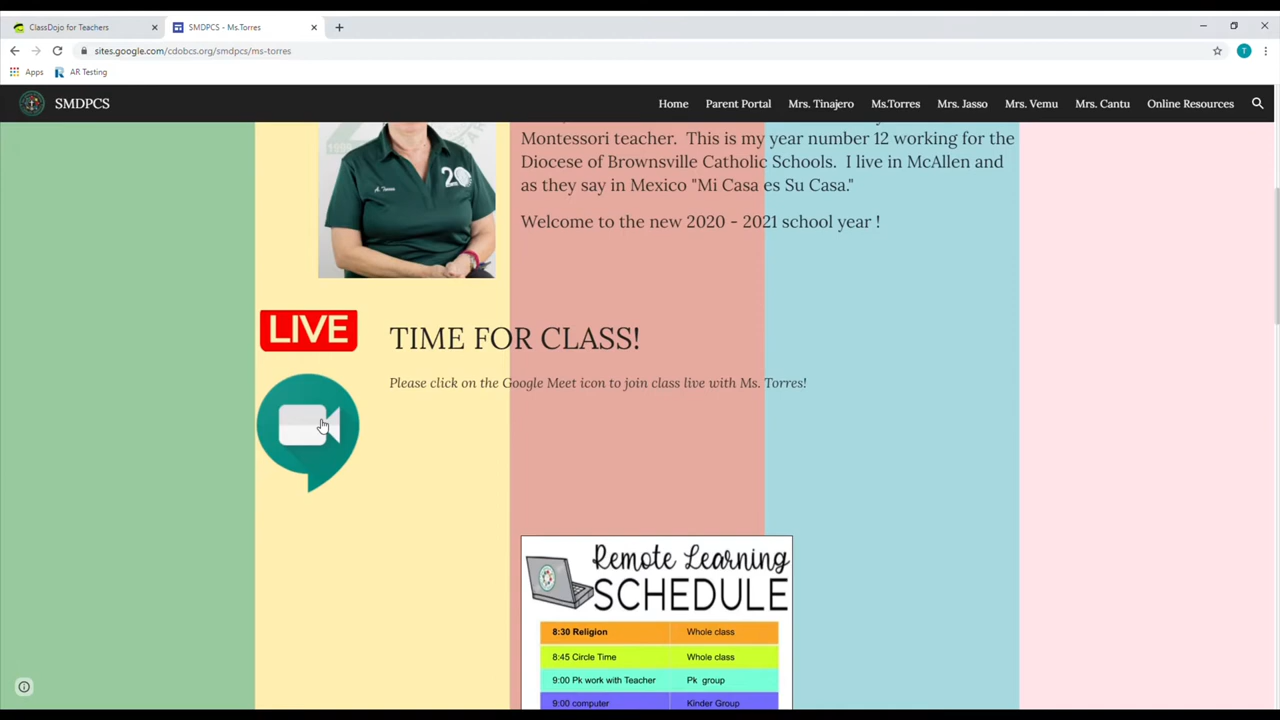 ClassDojo for Teachers
SMDPCS - Ms.Torres
sites.google.com/cdobcs.org/smdpcs/ms-torres
T
Apps
AR Testing
SMDPCS
Home
Parent Portal
Mrs. Tinajero
Ms.Torres
Mrs. Jasso
Mrs. Vemu
Mrs. Cantu
Online Resources
Montessori teacher. This is my year number 12 working for the
Diocese of Brownsville Catholic Schools. I live in McAllen and
as they say in Mexico "Mi Casa es Su Casa."
Welcome to the new 2020 - 2021 school year !
A. Torres
20
LIVE
TIME FOR CLASS!
Please click on the Google Meet icon to join class live with Ms. Torres!
Remote Learning
SCHEDULE
8:30 Religion Whole class
8:45 Circle Time Whole class
9:00 Pk work with Teacher Pk group
9:00 computer Kinder Group